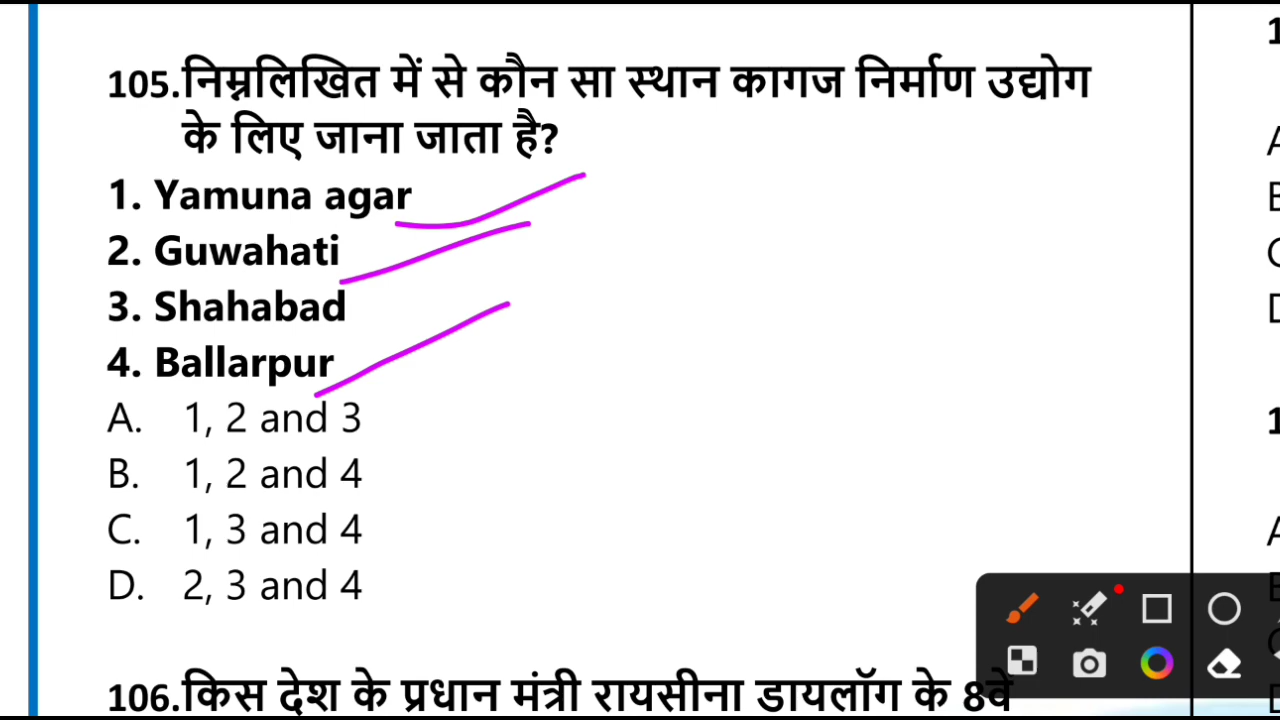 105.निम्नलिखित में से कौन सा स्थान कागज निर्माण उद्योग
के लिए जाना जाता है?
1. Yamuna agar
2. Guwahati
3. Shahabad
4. Ballarpur
A. 1, 2 and 3
B. 1, 2 and 4
C. 1, 3 and 4
D. 2, 3 and 4
106.किस देश के प्रधान मंत्री रायसीना डायलॉग के 8वे